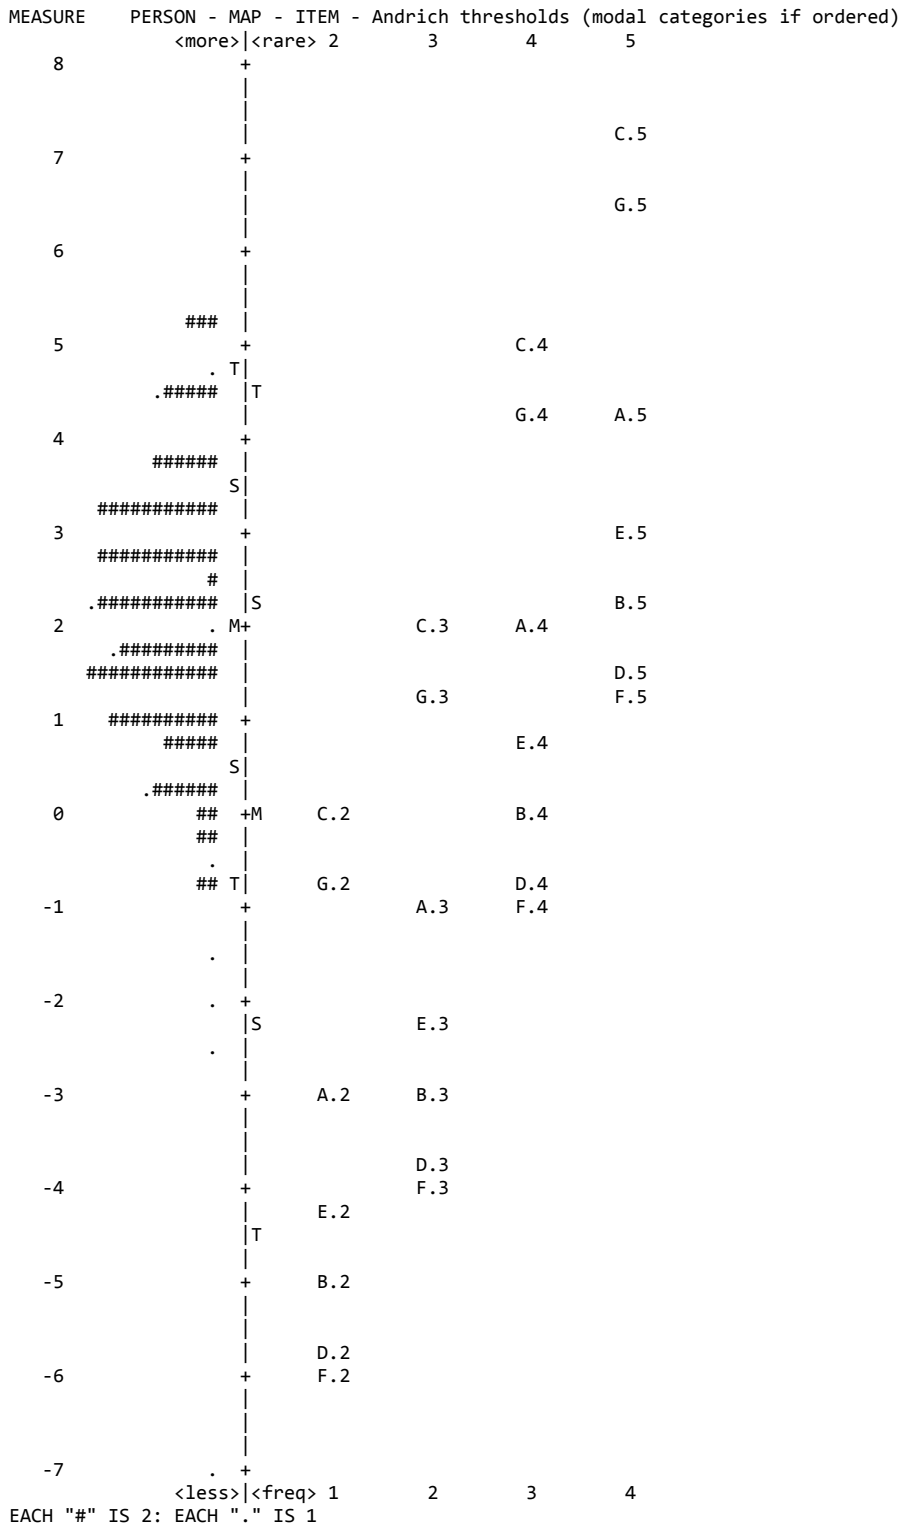 MEASURE     PERSON - MAP - ITEM - Andrich thresholds (modal categories if ordered)
               <more>|<rare> 2        3        4        5
    8                +
                     |
                     |
                     |                                 C.5
    7                +
                     |
                     |                                 G.5
                     |
    6                +
                     |
                     |
                ###  |
    5                +                        C.4
                  . T|
             .#####  |T
                     |                        G.4      A.5
    4                +
             ######  |
                    S|
        ###########  |
    3                +                                 E.5
        ###########  |
                  #  |
       .###########  |S                                B.5
    2             . M+               C.3      A.4
         .#########  |
       ############  |                                 D.5
                     |               G.3               F.5
    1    ##########  +
              #####  |                        E.4
                    S|
            .######  |
    0            ##  +M     C.2               B.4
                 ##  |
                  .  |
                 ## T|      G.2               D.4
   -1                +               A.3      F.4
                     |
                  .  |
                     |
   -2             .  +
                     |S              E.3
                  .  |
                     |
   -3                +      A.2      B.3
                     |
                     |
                     |               D.3
   -4                +               F.3
                     |      E.2
                     |T
                     |
   -5                +      B.2
                     |
                     |
                     |      D.2
   -6                +      F.2
                     |
                     |
                     |
   -7             .  +
               <less>|<freq> 1        2        3        4
EACH "#" IS 2: EACH "." IS 1